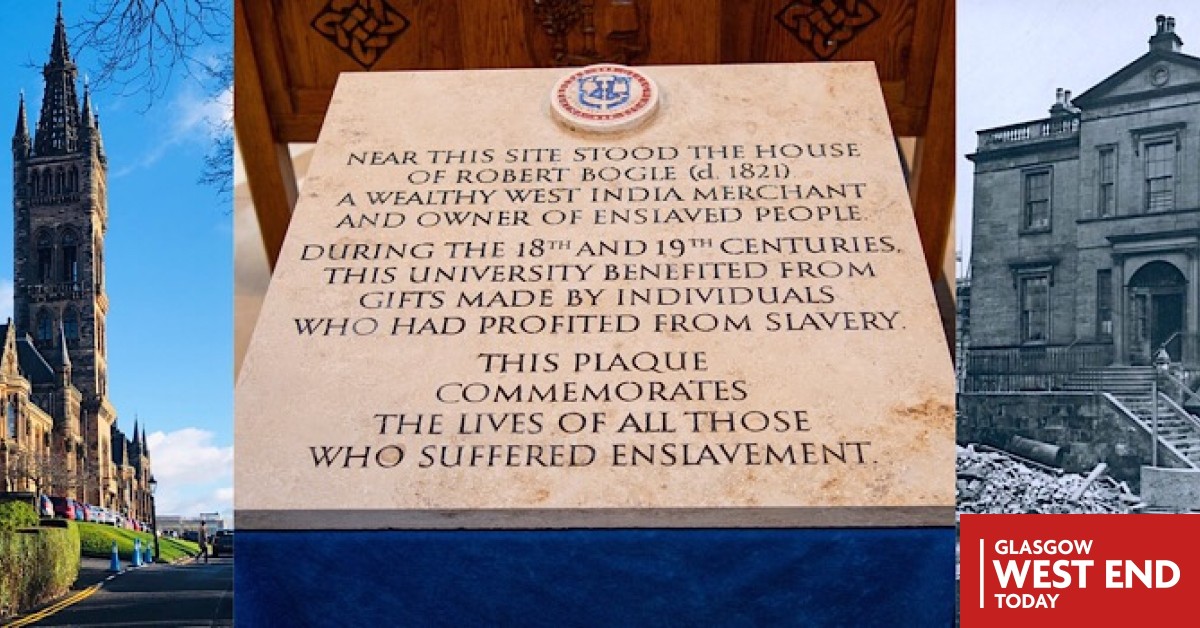 NEAR THIS SITE STOOD THE HOUSE
OF ROBERT BOGLE (d. 1821)
A WEALTHY WEST INDIA MERCHANT
AND OWNER OF ENSLAVED PEOPLE.
DURING THE 18TH AND 19TH CENTURIES,
THIS UNIVERSITY BENEFITED FROM
GIFTS MADE BY INDIVIDUALS
WHO HAD PROFITED FROM SLAVERY.
THIS PLAQUE
COMMEMORATES
THE LIVES OF ALL THOSE
WHO SUFFERED ENSLAVEMENT.
GLASGOW
WEST END
TODAY